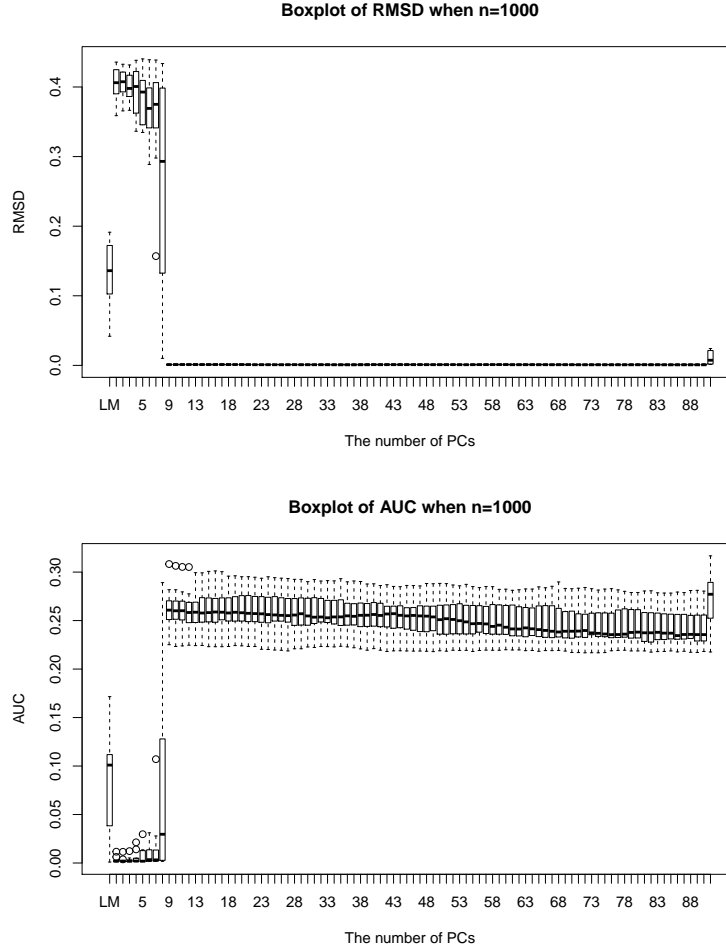 Boxplot of RMSD when n=1000
RMSD
0.4
0.3
0.2
0.1
0.0
LM 5 9 13 18 23 28 33 38 43 48 53 58 63 68 73 78 83 88
The number of PCs
Boxplot of AUC when n=1000
AUC
0.30
0.25
0.20
0.15
0.10
0.05
0.00
LM 5 9 13 18 23 28 33 38 43 48 53 58 63 68 73 78 83 88
The number of PCs